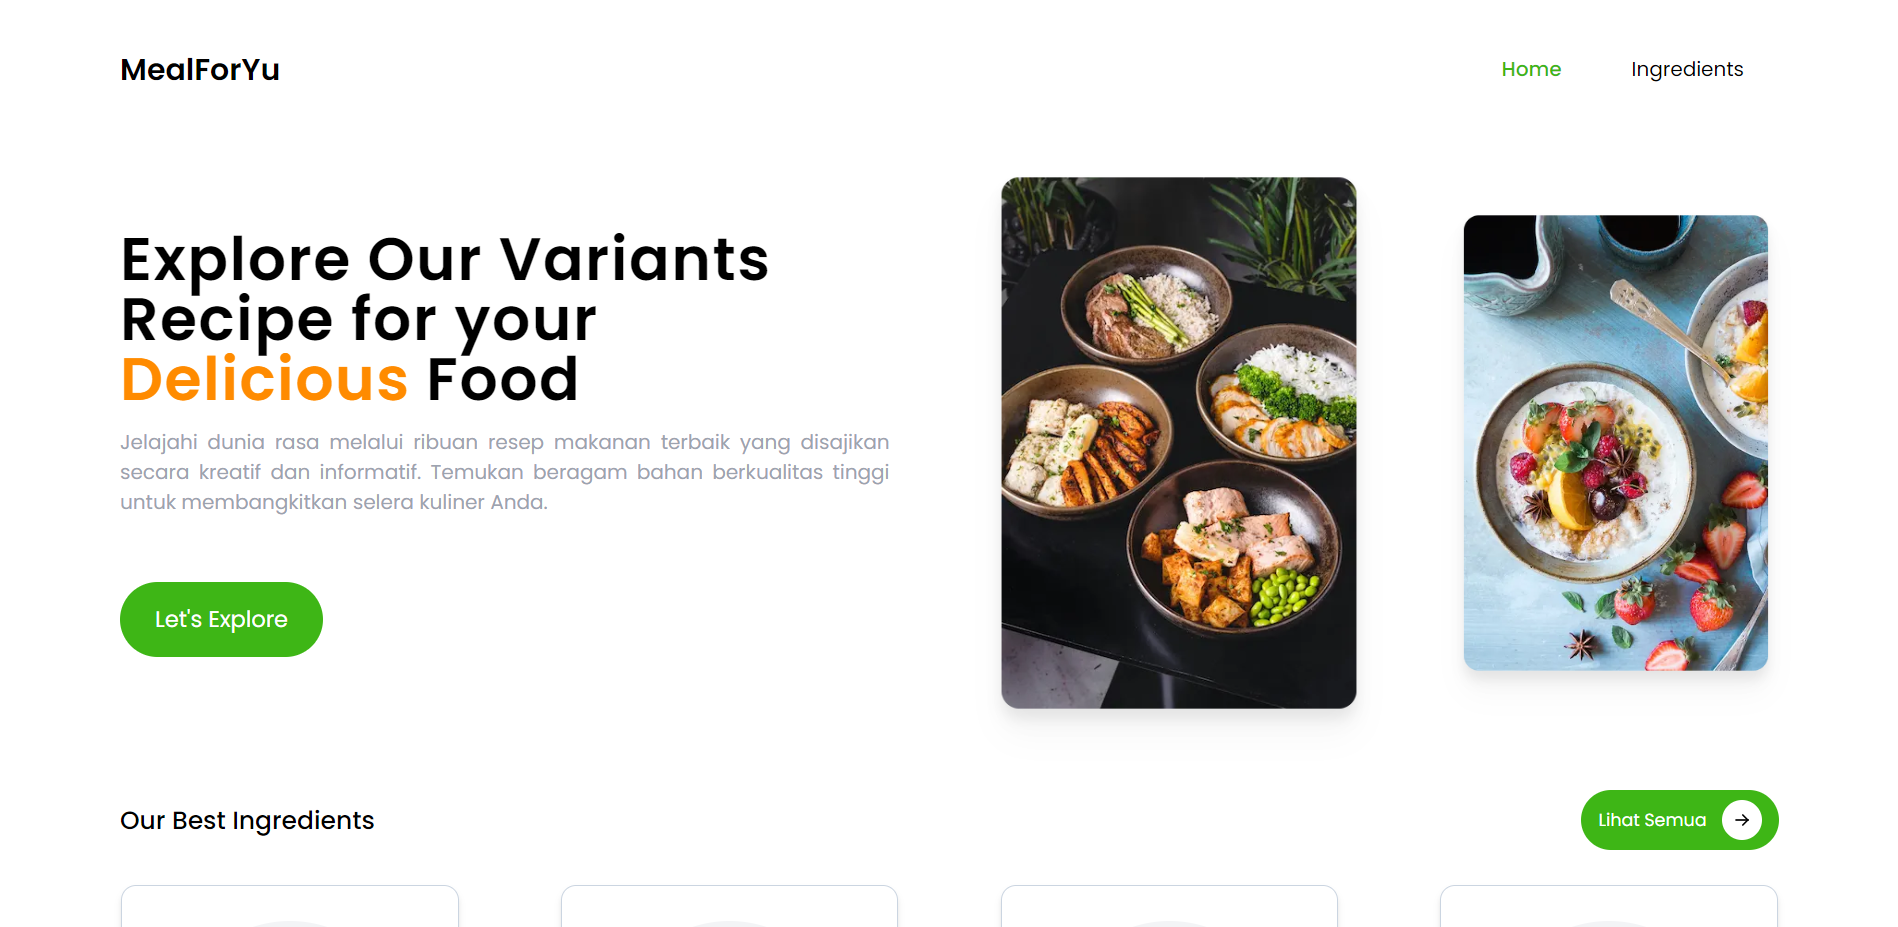 MealForYu
Home
Ingredients
Explore Our Variants
Recipe for your
Delicious Food
Jelajahi dunia rasa melalui ribuan resep makanan terbaik yang disajikan
secara kreatif dan informatif. Temukan beragam bahan berkualitas tinggi
untuk membangkitkan selera kuliner Anda.
Let's Explore
Our Best Ingredients
Lihat Semua